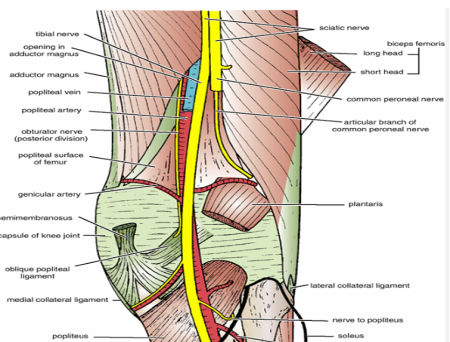 tibial nerve
opening in
adductor magnus
adductor magnus
popliteal vein
popliteal artery
obturator nerve
(posterior division)
popliteal surface
of femur
genicular artery
semimembranosus
capsule of knee joint
oblique popliteal
ligament
medial collateral ligament
popliteus
sciatic nerve
biceps femoris
long head
short head
common peroneal nerve
articular branch of
common peroneal nerve
plantaris
lateral collateral ligament
nerve to popliteus
soleus